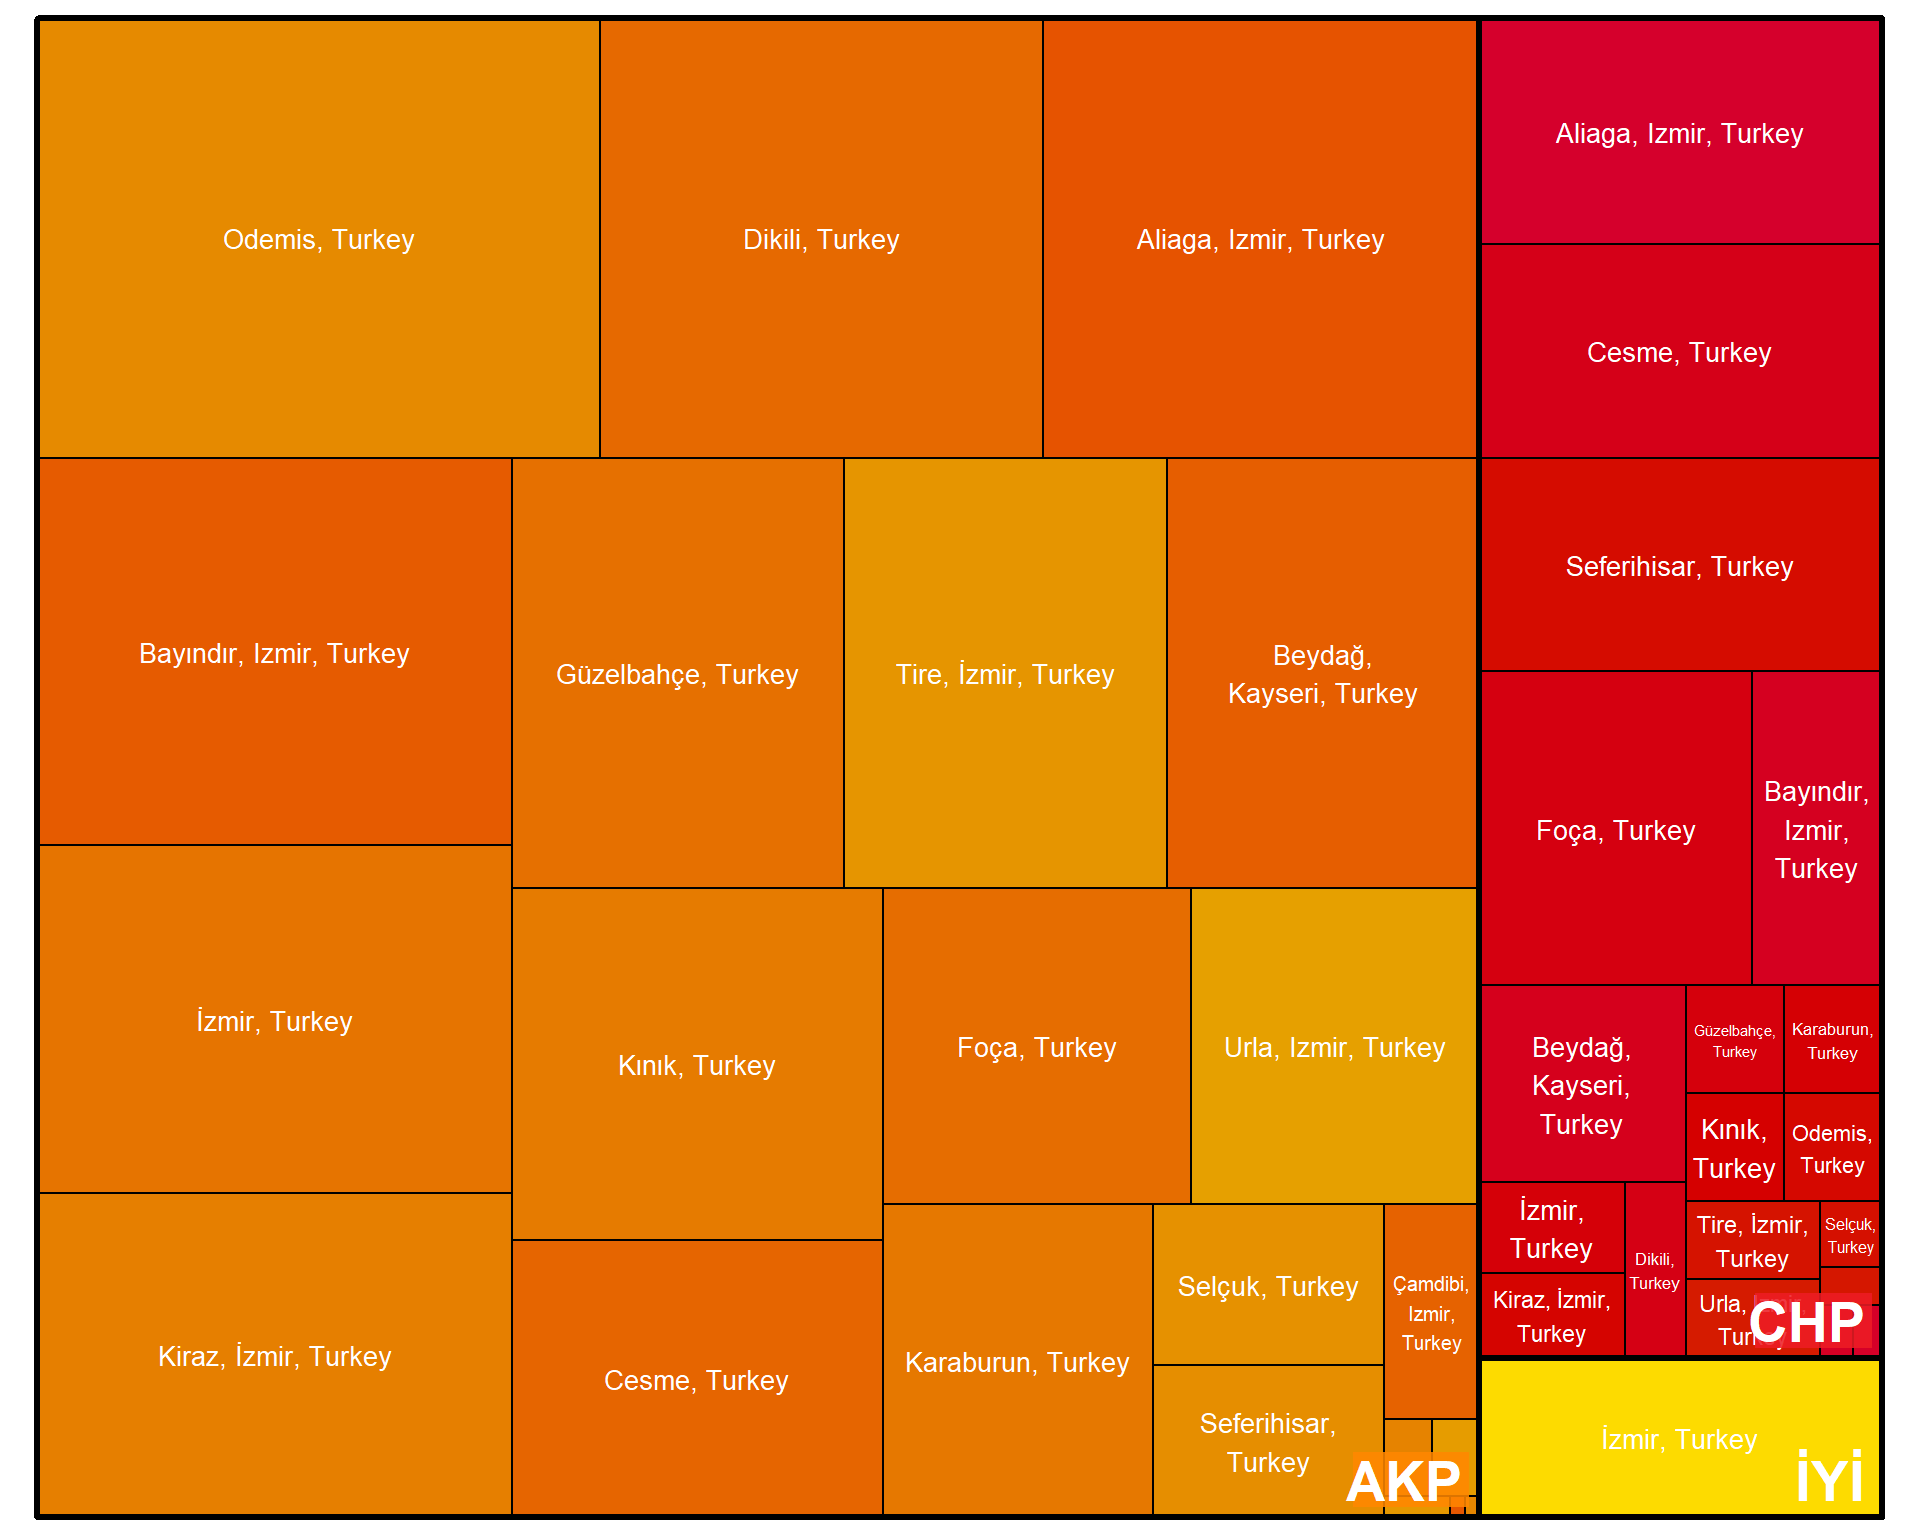 Odemis, Turkey
Dikili, Turkey
Aliaga, Izmir, Turkey
Bayındır, Izmir, Turkey
Güzelbahçe, Turkey
Tire, İzmir, Turkey
Beydağ,
Kayseri, Turkey
İzmir, Turkey
Kınık, Turkey
Foça, Turkey
Urla, Izmir, Turkey
Kiraz, İzmir, Turkey
Cesme, Turkey
Karaburun, Turkey
Selçuk, Turkey
Çamdibi,
Izmir,
Turkey
Seferihisar,
Turkey
AKP
Aliaga, Izmir, Turkey
Cesme, Turkey
Seferihisar, Turkey
Foça, Turkey
Bayındır,
Izmir,
Turkey
Beydağ,
Kayseri,
Turkey
Güzelbahçe,
Turkey
Karaburun,
Turkey
Kınık,
Turkey
Odemis,
Turkey
İzmir,
Turkey
Dikili,
Turkey
Tire, İzmir,
Turkey
Selçuk,
Turkey
Kiraz, İzmir,
Turkey
Urla, Izmir,
Turkey
CHP
İzmir, Turkey
İYİ